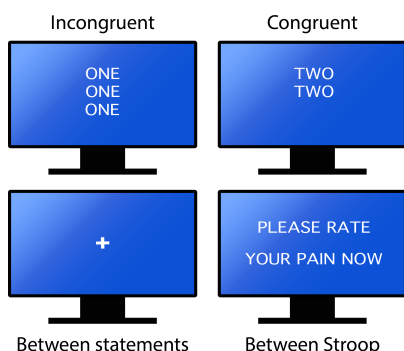 Incongruent
Congruent
ONE
ONE
ONE
TWO
TWO
+
PLEASE RATE
YOUR PAIN NOW
Between statements
Between Stroop